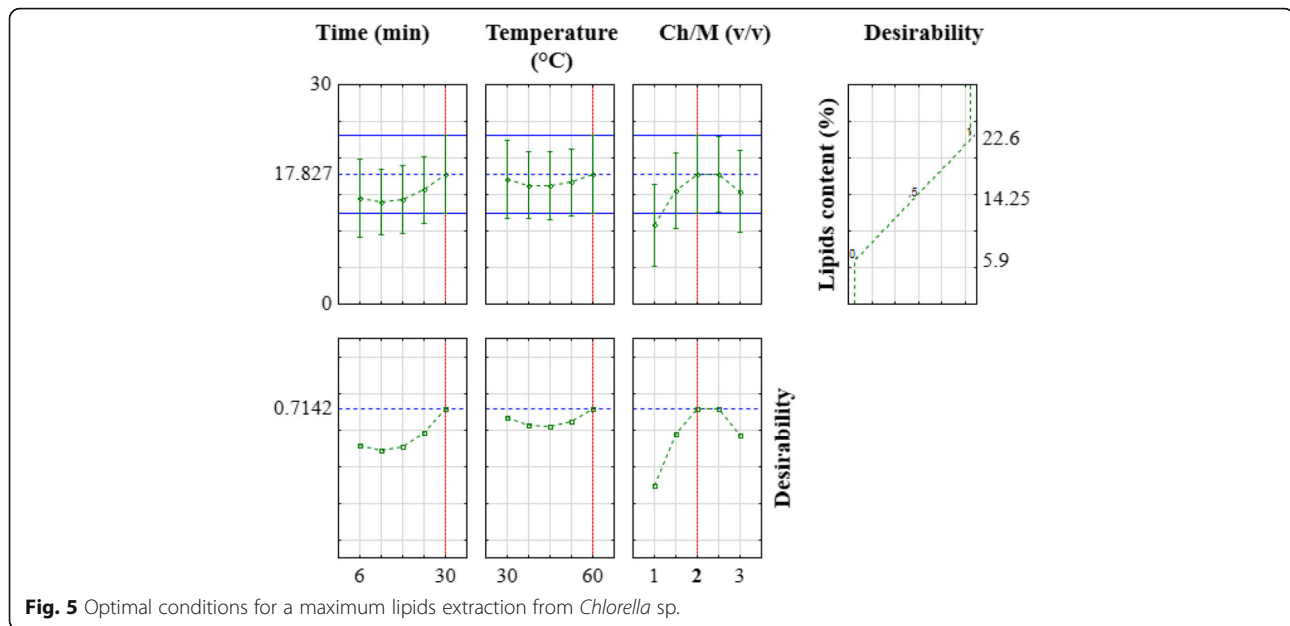 Time (min) Temperature (°C) Ch/M (v/v) Desirability
30
17.827
0
Lipids content (%)
1
.5
0
22.6
14.25
5.9
0.7142
Desirability
6 30 30 60 1 2 3
Fig. 5 Optimal conditions for a maximum lipids extraction from Chlorella sp.